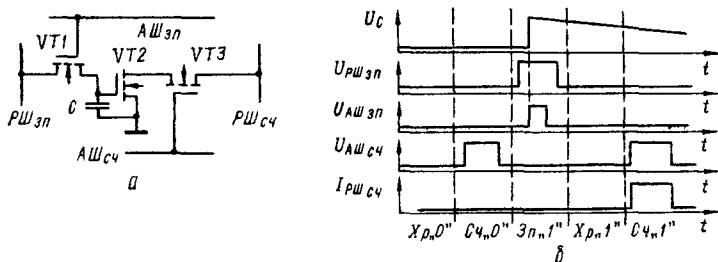 АШзп
VT1
VT2
VT3
C
РШзп
РШсч
АШсч
а
Uc
t
UРШзп
t
UАШзп
t
UАШсч
t
IРШсч
t
Хр„0" Сч„0" Зп„1" Хр„1" Сч„1"
б